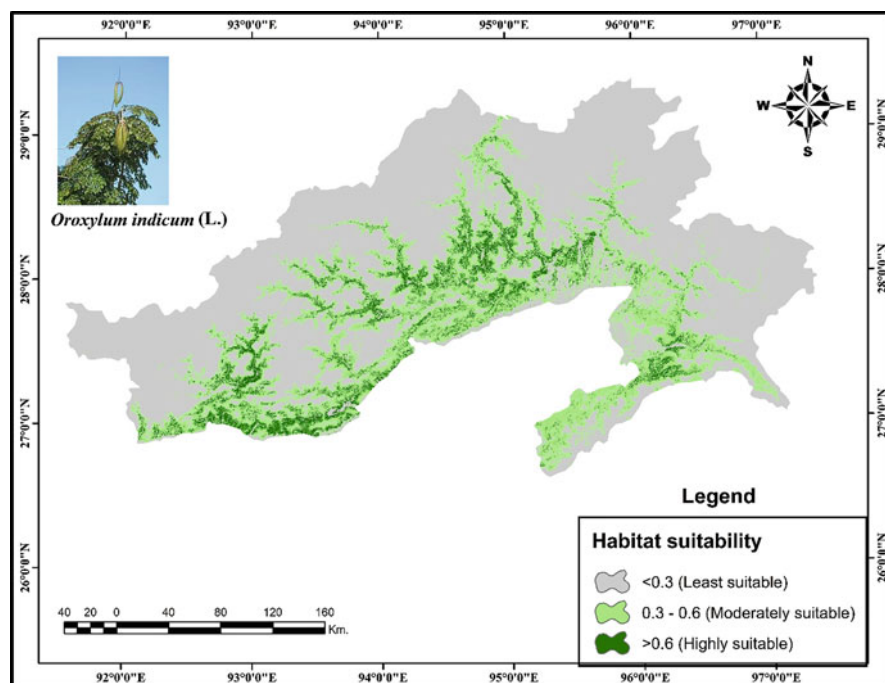 92°0'0"E 93°0'0"E 94°0'0"E 95°0'0"E 96°0'0"E 97°0'0"E
N
W E
S
29°0'0"N 29°0'0"N
Oroxylum indicum (L.)
28°0'0"N 28°0'0"N
27°0'0"N 27°0'0"N
Legend
Habitat suitability
26°0'0"N 26°0'0"N
<0.3 (Least suitable)
0.3 - 0.6 (Moderately suitable)
>0.6 (Highly suitable)
40 20 0 40 80 120 160
Km.
92°0'0"E 93°0'0"E 94°0'0"E 95°0'0"E 96°0'0"E 97°0'0"E